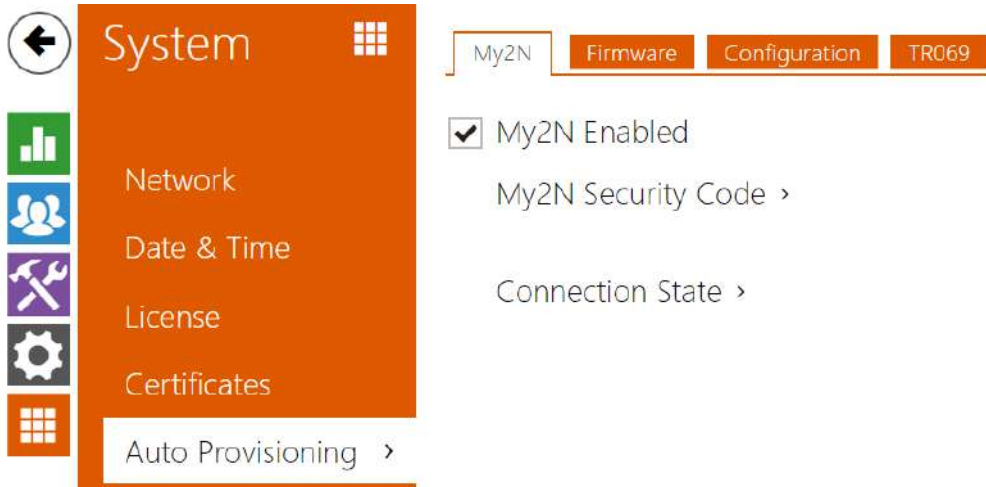 System
Network
Date & Time
License
Certificates
Auto Provisioning ›
My2N Firmware Configuration TR069
My2N Enabled
My2N Security Code ›
Connection State ›